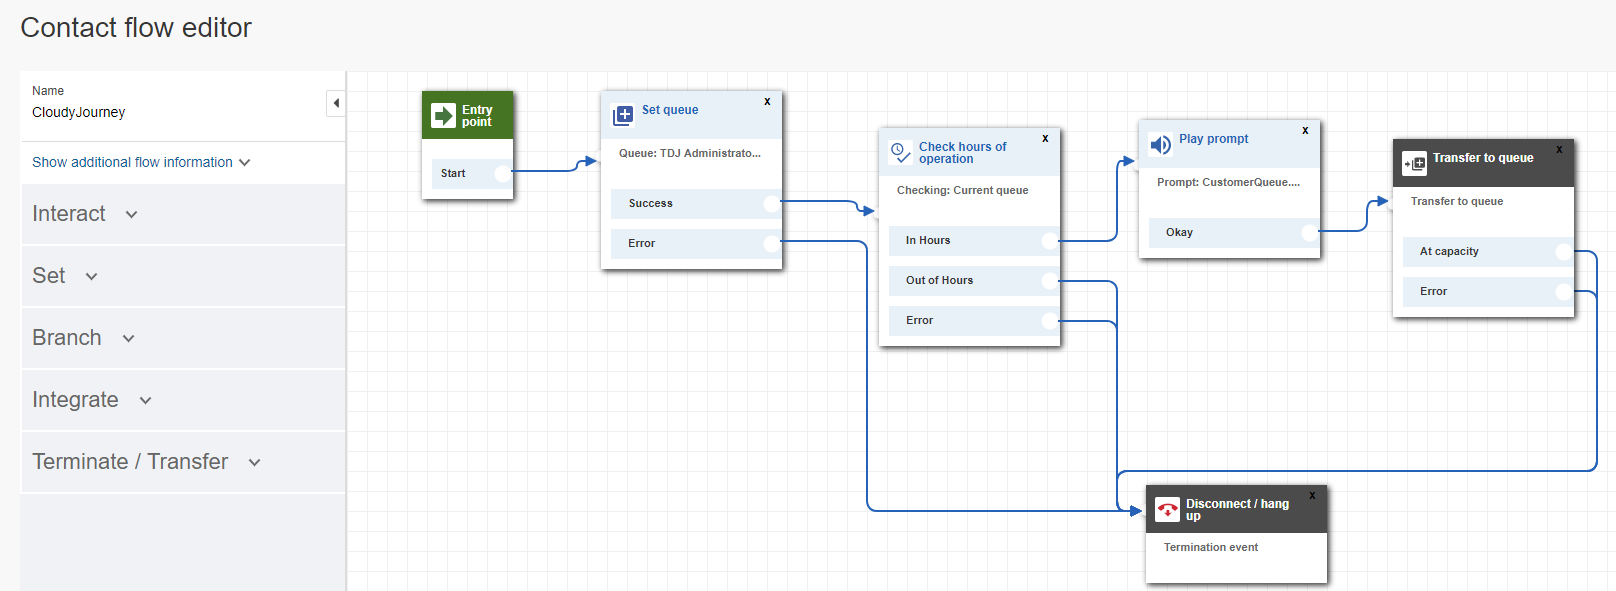 Contact flow editor
Name
CloudyJourney
Show additional flow information
Interact
Set
Branch
Integrate
Terminate / Transfer
Entry
point
Start
Set queue
x
Queue: TDJ Administrato...
Success
Error
Check hours of
operation
x
Checking: Current queue
In Hours
Out of Hours
Error
Play prompt
x
Prompt: CustomerQueue....
Okay
Transfer to queue
x
Transfer to queue
At capacity
Error
Disconnect / hang
up
x
Termination event